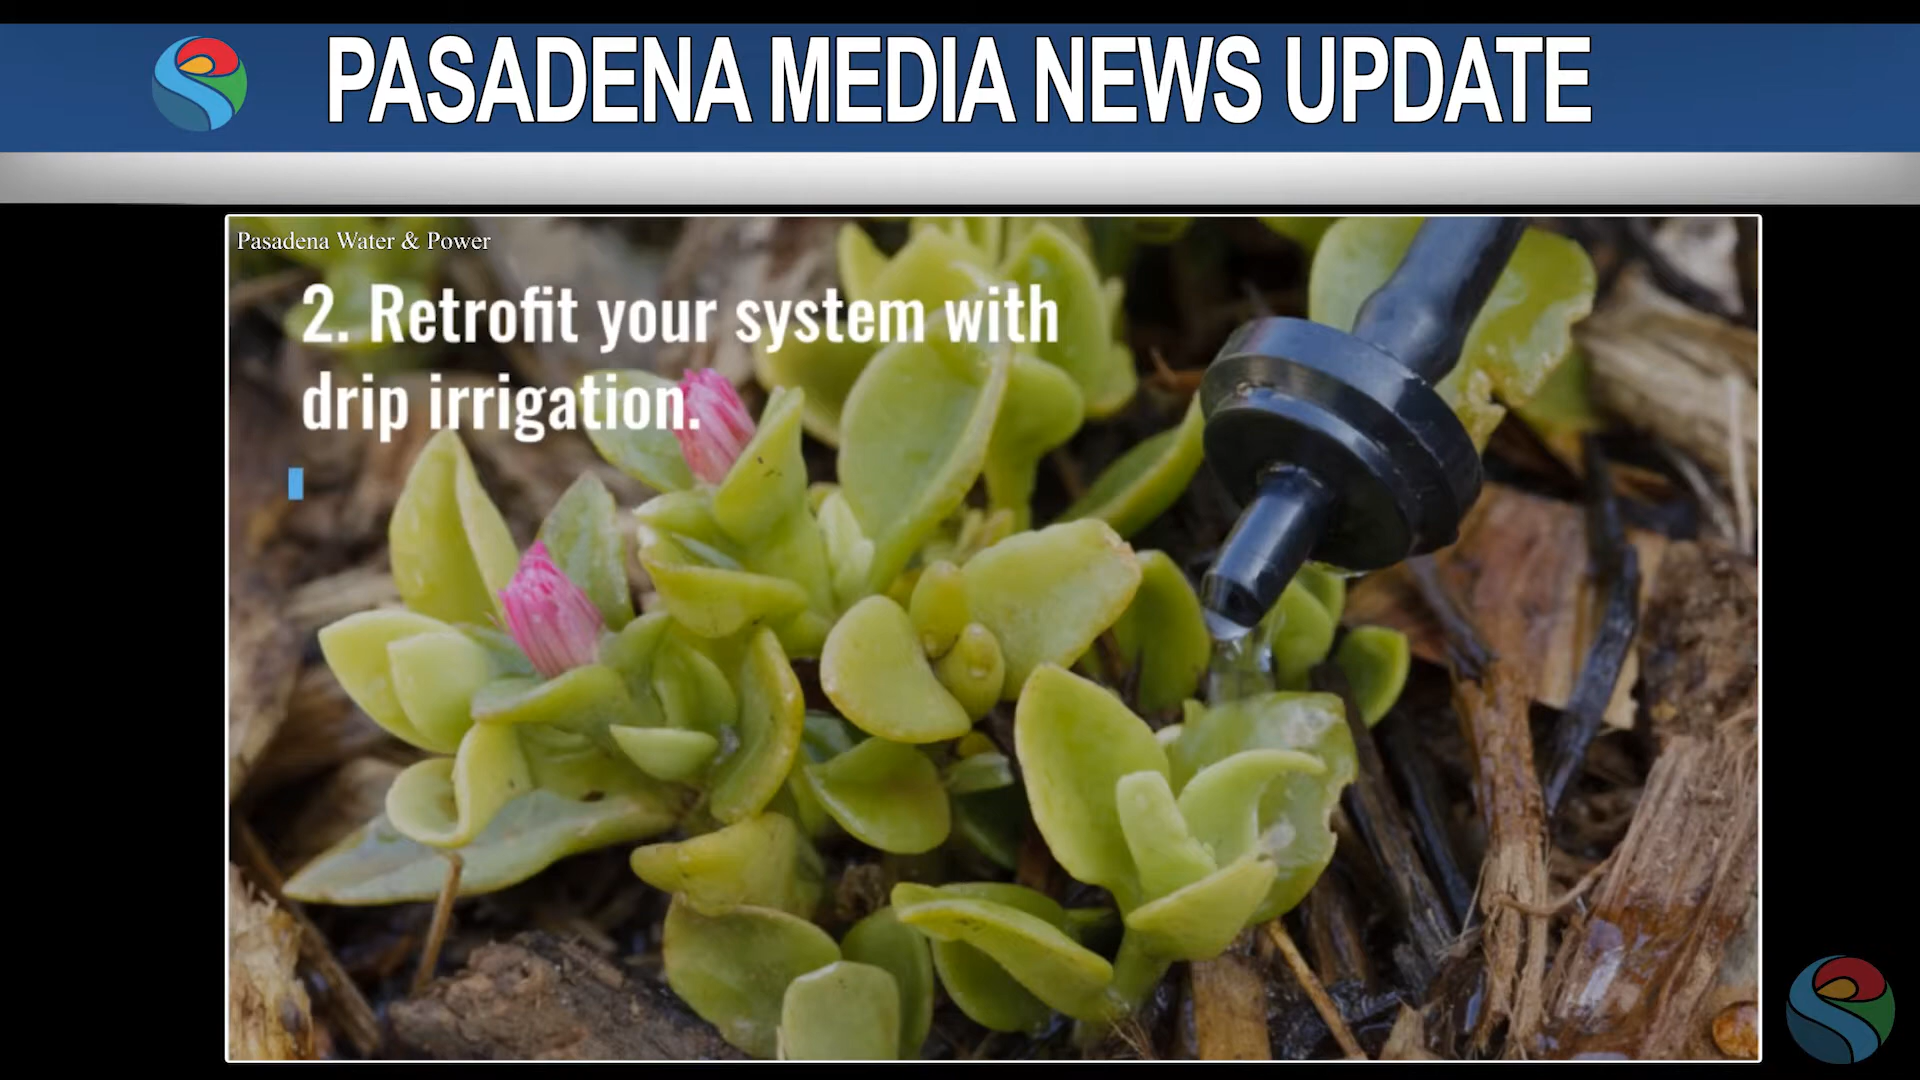 PASADENA MEDIA NEWS UPDATE
Pasadena Water & Power
2. Retrofit your system with
drip irrigation.